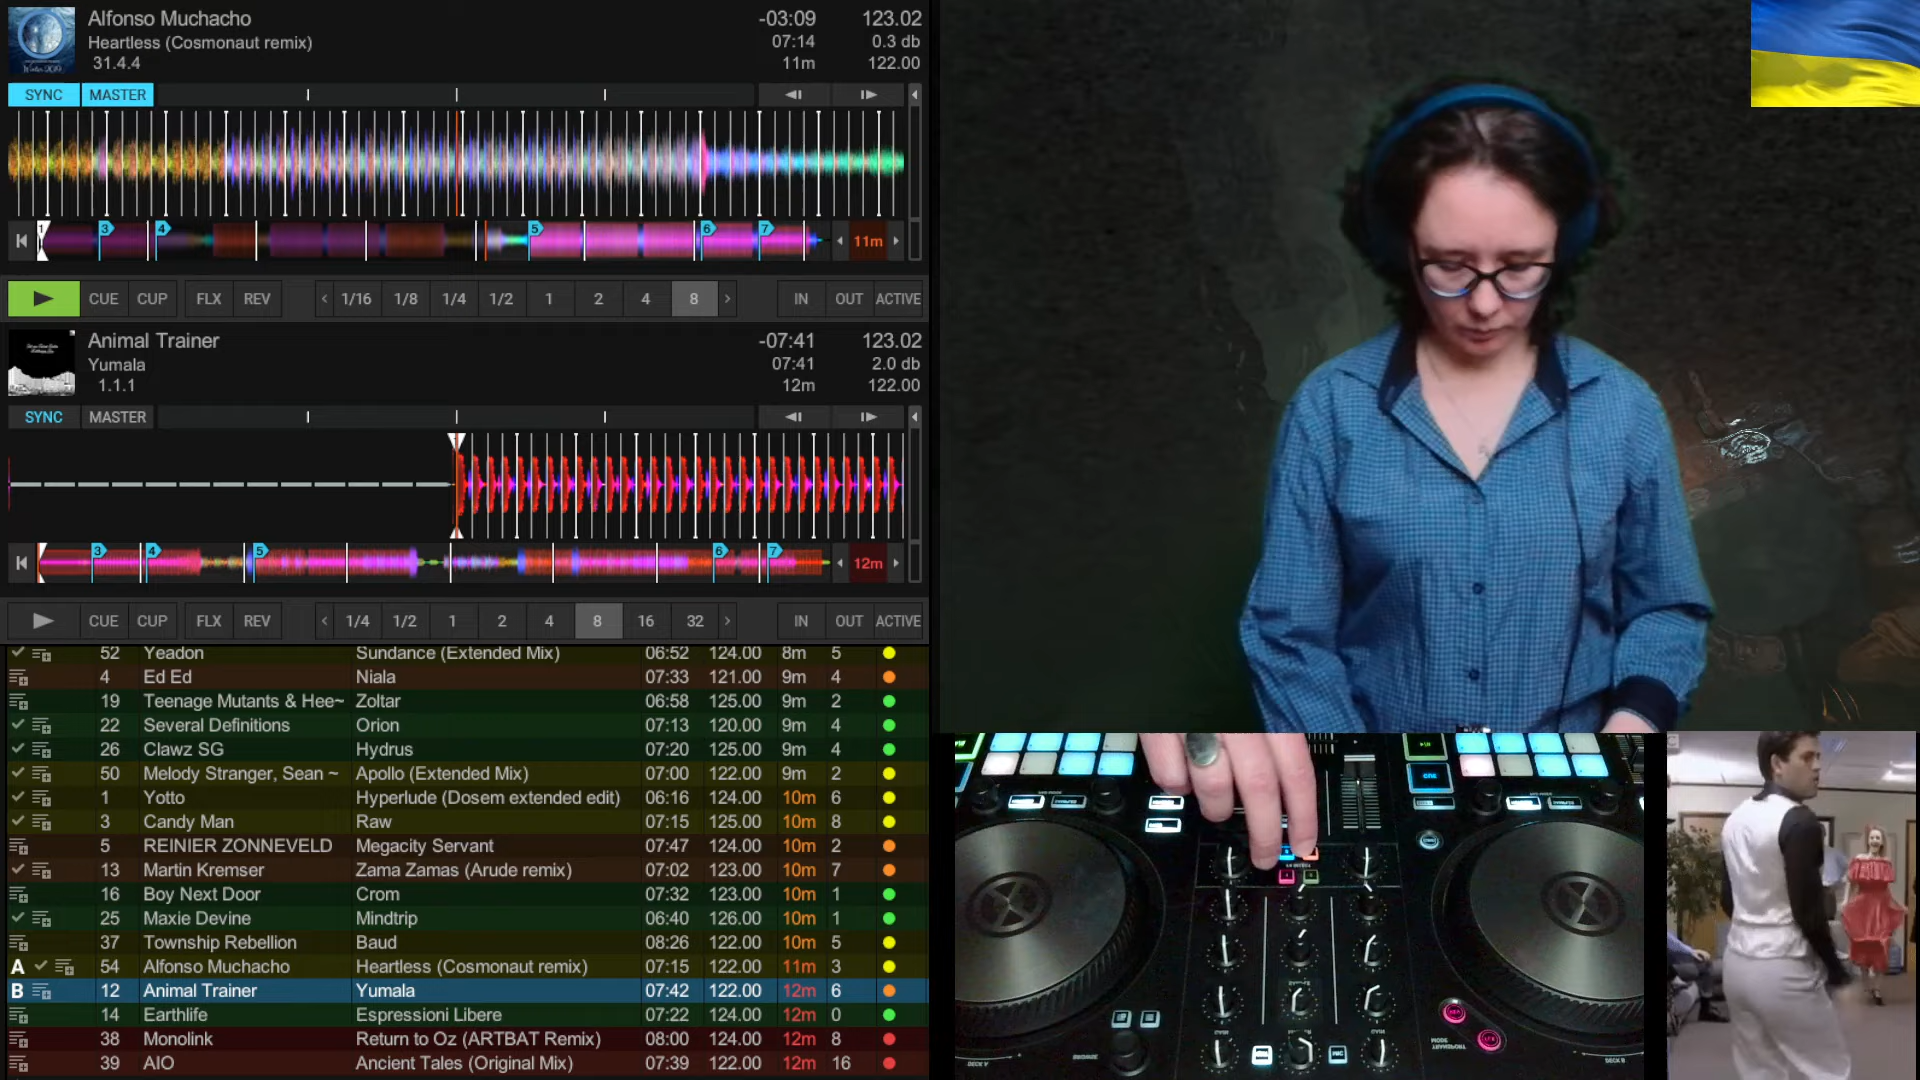 Alfonso Muchacho -03:09 123.02
Heartless (Cosmonaut remix) 07:14 0.3 db
31.4.4 11m 122.00
SYNC MASTER
1 3 4 5 6 7 11m
CUE CUP FLX REV 1/16 1/8 1/4 1/2 1 2 4 8 IN OUT ACTIVE
Animal Trainer -07:41 123.02
Yumala 07:41 2.0 db
1.1.1 12m 122.00
SYNC MASTER
3 4 5 6 7 12m
CUE CUP FLX REV 1/4 1/2 1 2 4 8 16 32 IN OUT ACTIVE
52 Yeadon Sundance (Extended Mix) 06:52 124.00 8m 5
4 Ed Ed Niala 07:33 121.00 9m 4
19 Teenage Mutants & Hee~ Zoltar 06:58 125.00 9m 2
22 Several Definitions Orion 07:13 120.00 9m 4
26 Clawz SG Hydrus 07:20 125.00 9m 4
50 Melody Stranger, Sean ~ Apollo (Extended Mix) 07:00 122.00 9m 2
1 Yotto Hyperlude (Dosem extended edit) 06:16 124.00 10m 6
3 Candy Man Raw 07:15 125.00 10m 8
5 REINIER ZONNEVELD Megacity Servant 07:47 124.00 10m 2
13 Martin Kremser Zama Zamas (Arude remix) 07:02 123.00 10m 7
16 Boy Next Door Crom 07:32 123.00 10m 1
25 Maxie Devine Mindtrip 06:40 126.00 10m 1
37 Township Rebellion Baud 08:26 122.00 10m 5
A 54 Alfonso Muchacho Heartless (Cosmonaut remix) 07:15 122.00 11m 3
B 12 Animal Trainer Yumala 07:42 122.00 12m 6
14 Earthlife Espressioni Libere 07:22 124.00 12m 0
38 Monolink Return to Oz (ARTBAT Remix) 08:00 124.00 12m 8
39 AIO Ancient Tales (Original Mix) 07:39 122.00 12m 16